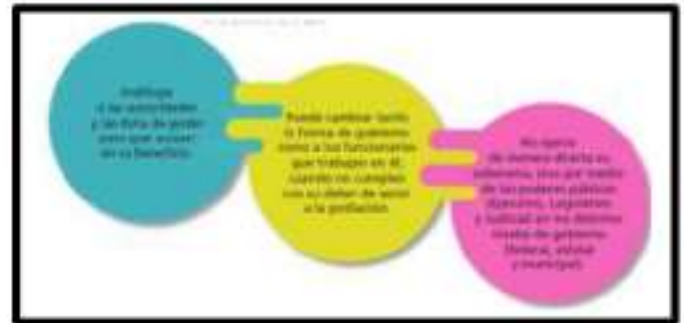 Instituye
a las autoridades
y las dota de poder
para que actúen
en su beneficio.
Puede cambiar tanto
la forma de gobierno
como a los funcionarios
que trabajan en él,
cuando no cumplen
con su deber de servir
a la población.
No ejerce
de manera directa su
soberanía, sino por medio
de los poderes públicos
(Ejecutivo, Legislativo
y Judicial) en los distintos
niveles de gobierno
(federal, estatal
y municipal).